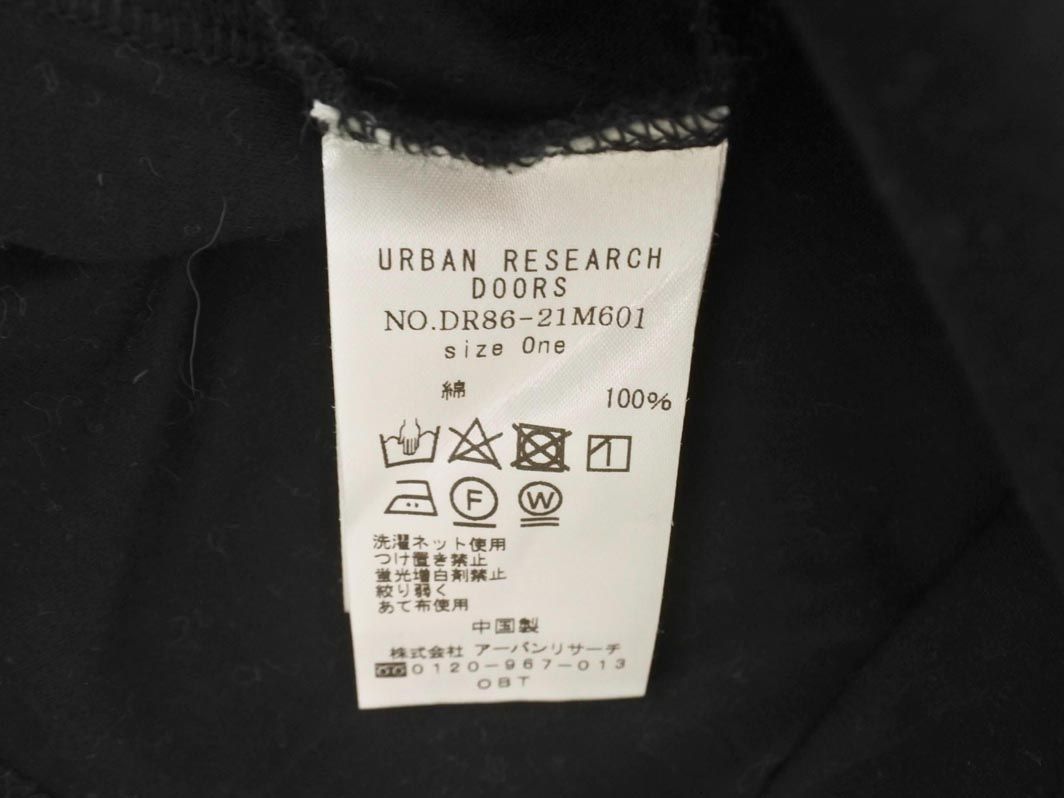 URBAN RESEARCH
DOORS
NO.DR86-21M601
size One
綿 100%
F W
洗濯ネット使用
つけ置き禁止
蛍光増白剤禁止
絞り弱く
あて布使用
中国製
株式会社 アーバンリサーチ
0120-967-013
OBT